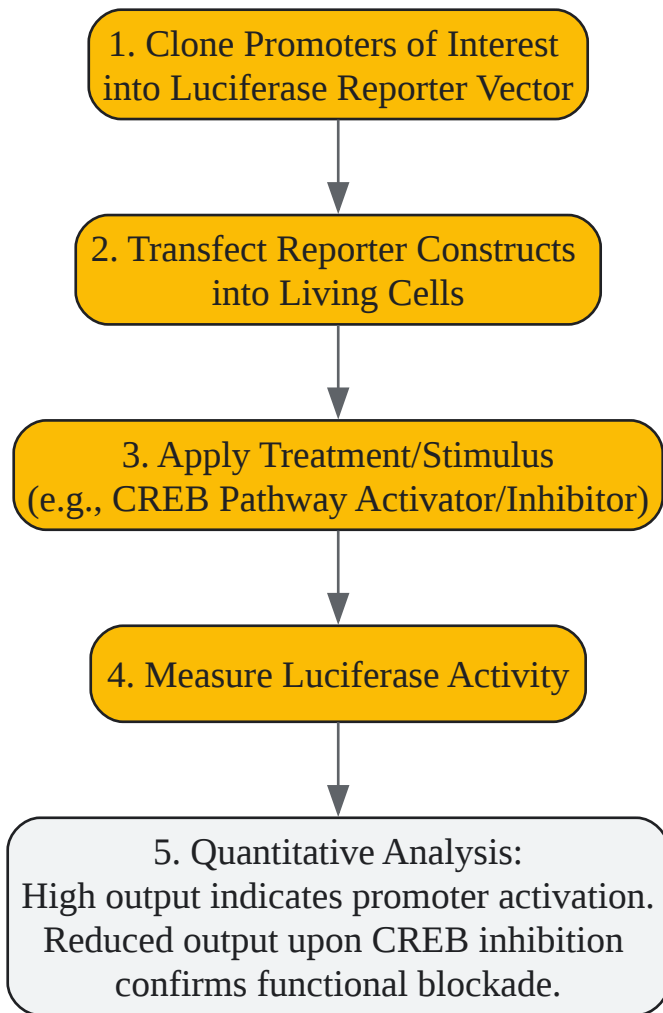 1. Clone Promoters of Interest
into Luciferase Reporter Vector
2. Transfect Reporter Constructs
into Living Cells
3. Apply Treatment/Stimulus
(e.g., CREB Pathway Activator/Inhibitor)
4. Measure Luciferase Activity
5. Quantitative Analysis:
High output indicates promoter activation.
Reduced output upon CREB inhibition
confirms functional blockade.